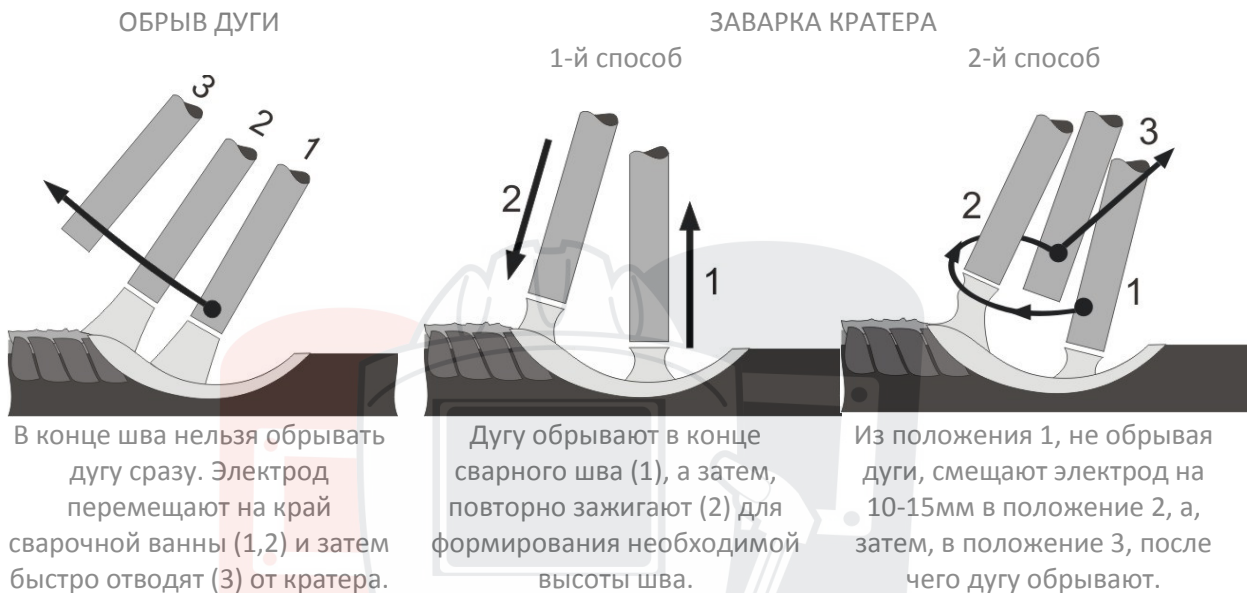 ОБРЫВ ДУГИ
ЗАВАРКА КРАТЕРА
1-й способ
2-й способ
3
2
1
2
1
3
2
1
В конце шва нельзя обрывать
дугу сразу. Электрод
перемещают на край
сварочной ванны (1,2) и затем
быстро отводят (3) от кратера.
Дугу обрывают в конце
сварного шва (1), а затем,
повторно зажигают (2) для
формирования необходимой
высоты шва.
Из положения 1, не обрывая
дуги, смещают электрод на
10-15мм в положение 2, а,
затем, в положение 3, после
чего дугу обрывают.